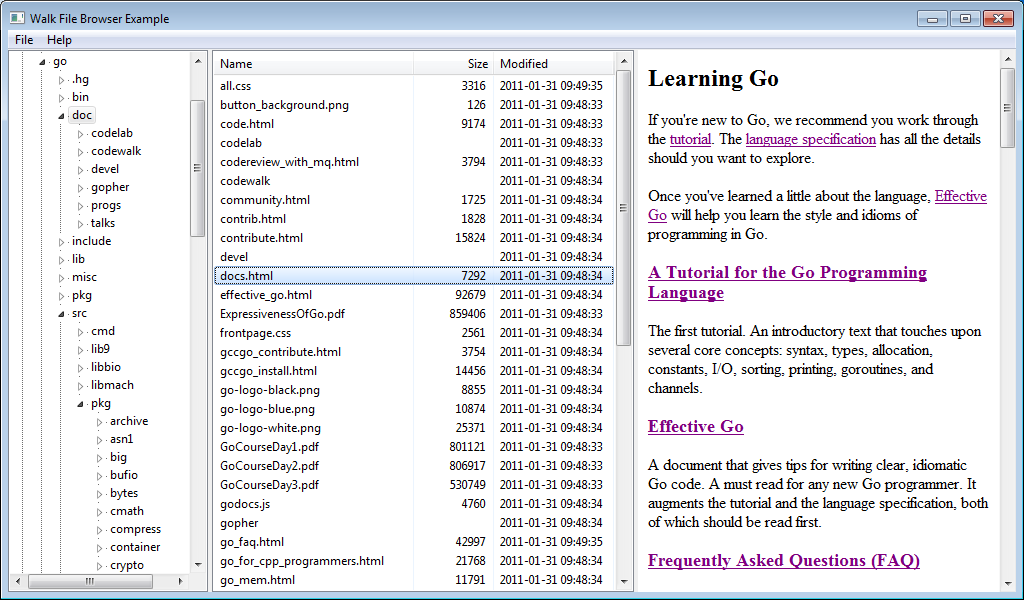 Walk File Browser Example
File Help
go
.hg
bin
doc
codelab
codewalk
devel
gopher
progs
talks
include
lib
misc
pkg
src
cmd
lib9
libbio
libmach
pkg
archive
asn1
big
bufio
bytes
cmath
compress
container
crypto
Name Size Modified
all.css 3316 2011-01-31 09:49:35
button_background.png 126 2011-01-31 09:48:33
code.html 9174 2011-01-31 09:48:33
codelab 2011-01-31 09:48:33
codereview_with_mq.html 3794 2011-01-31 09:48:33
codewalk 2011-01-31 09:48:34
community.html 1725 2011-01-31 09:48:34
contrib.html 1828 2011-01-31 09:48:34
contribute.html 15824 2011-01-31 09:48:34
devel 2011-01-31 09:48:34
docs.html 7292 2011-01-31 09:48:34
effective_go.html 92679 2011-01-31 09:48:34
ExpressivenessOfGo.pdf 859406 2011-01-31 09:48:33
frontpage.css 2561 2011-01-31 09:48:34
gccgo_contribute.html 3754 2011-01-31 09:48:34
gccgo_install.html 14456 2011-01-31 09:48:34
go-logo-black.png 8855 2011-01-31 09:48:34
go-logo-blue.png 10874 2011-01-31 09:48:34
go-logo-white.png 25371 2011-01-31 09:48:34
GoCourseDay1.pdf 801121 2011-01-31 09:48:33
GoCourseDay2.pdf 806917 2011-01-31 09:48:33
GoCourseDay3.pdf 530749 2011-01-31 09:48:33
godocs.js 4760 2011-01-31 09:48:34
gopher 2011-01-31 09:48:34
go_faq.html 42997 2011-01-31 09:49:35
go_for_cpp_programmers.html 21768 2011-01-31 09:48:34
go_mem.html 11791 2011-01-31 09:48:34
Learning Go
If you're new to Go, we recommend you work through
the tutorial. The language specification has all the details
should you want to explore.
Once you've learned a little about the language, Effective
Go will help you learn the style and idioms of
programming in Go.
A Tutorial for the Go Programming
Language
The first tutorial. An introductory text that touches upon
several core concepts: syntax, types, allocation,
constants, I/O, sorting, printing, goroutines, and
channels.
Effective Go
A document that gives tips for writing clear, idiomatic
Go code. A must read for any new Go programmer. It
augments the tutorial and the language specification, both
of which should be read first.
Frequently Asked Questions (FAQ)